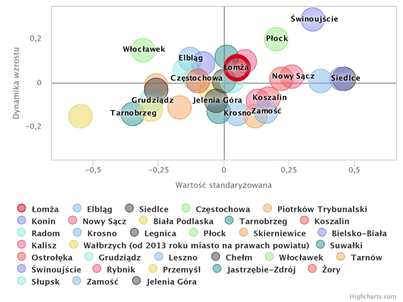 Świnoujście
Płock
0,2
Włocławek
Elbląg
Łomża
Częstochowa
Nowy Sącz
Siedlce
0
Grudziądz
Jelenia Góra
Koszalin
Tarnobrzeg
Krosno
Zamość
−0,2
Dynamika wzrostu
−0,5
−0,25
0
0,25
0,5
Wartość standaryzowana
Łomża Elbląg Siedlce Częstochowa Piotrków Trybunalski
Konin Nowy Sącz Biała Podlaska Tarnobrzeg Koszalin
Radom Krosno Legnica Płock Skierniewice Bielsko-Biała
Kalisz Wałbrzych (od 2013 roku miasto na prawach powiatu) Suwałki
Ostrołęka Grudziądz Leszno Chełm Włocławek Tarnów
Świnoujście Rybnik Przemyśl Jastrzębie-Zdrój Żory
Słupsk Zamość Jelenia Góra
Highcharts.com